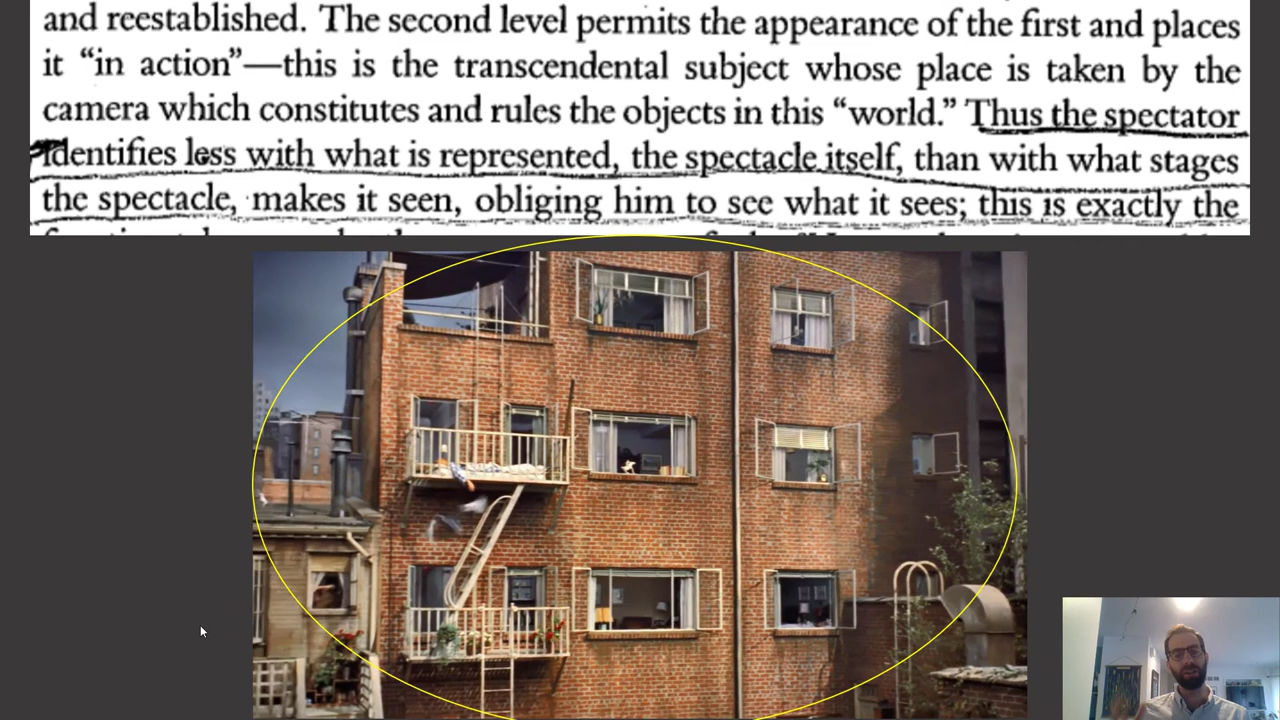 and reestablished. The second level permits the appearance of the first and places
it “in action”—this is the transcendental subject whose place is taken by the
camera which constitutes and rules the objects in this “world.” Thus the spectator
identifies less with what is represented, the spectacle itself, than with what stages
the spectacle, makes it seen, obliging him to see what it sees; this is exactly the